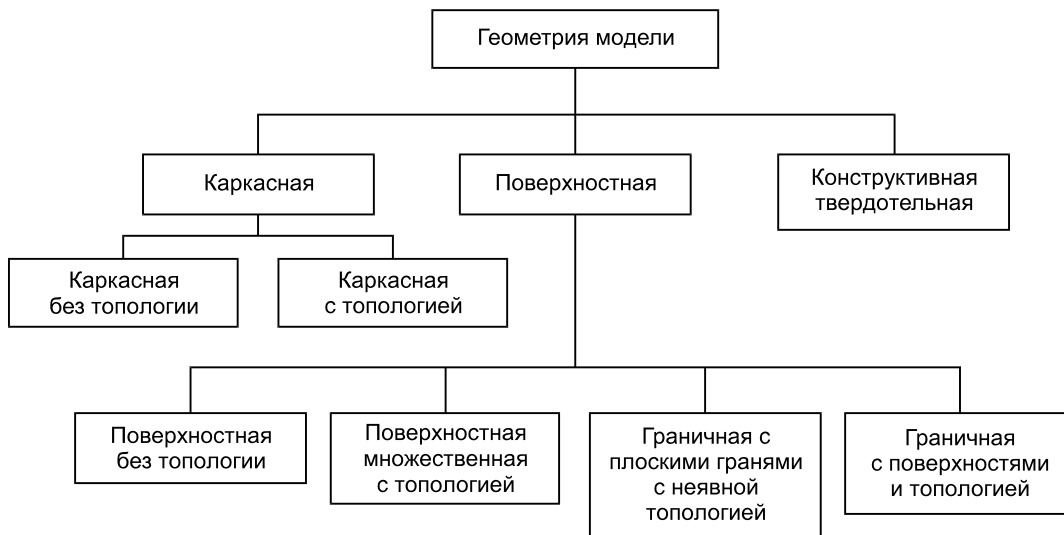 Геометрия модели
Каркасная
Поверхностная
Конструктивная
твердотельная
Каркасная
без топологии
Каркасная
с топологией
Поверхностная
без топологии
Поверхностная
множественная
с топологией
Граничная с
плоскими гранями
с неявной
топологией
Граничная
с поверхностями
и топологией